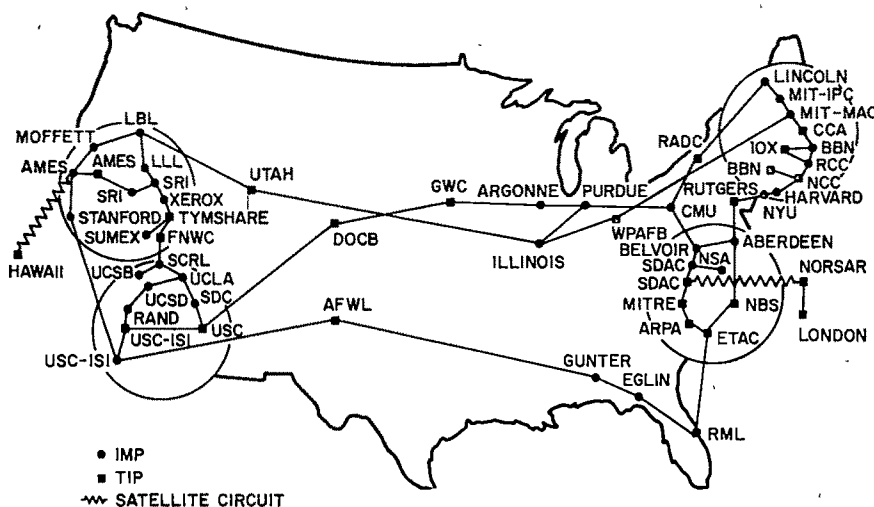 LINCOLN
MIT-IPC
MIT-MAC
CCA
BBN
RCC
NCC
HARVARD
NYU
IOX
BBN
RADC
RUTGERS
LBL
MOFFETT
AMES
AMES
LLL
SRI
SRI
XEROX
TYMSHARE
STANFORD
SUMEX
FNWC
HAWAII
UTAH
GWC
ARGONNE
PURDUE
CMU
DOCB
ILLINOIS
WPAFB
BELVOIR
ABERDEEN
NSA
SDAC
SDAC
NORSAR
SCRL
UCSB
UCLA
UCSD
SDC
RAND
USC-ISI
USC
USC-ISI
AFWL
MITRE
NBS
ARPA
ETAC
LONDON
GUNTER
EGLIN
RML
IMP
TIP
SATELLITE CIRCUIT